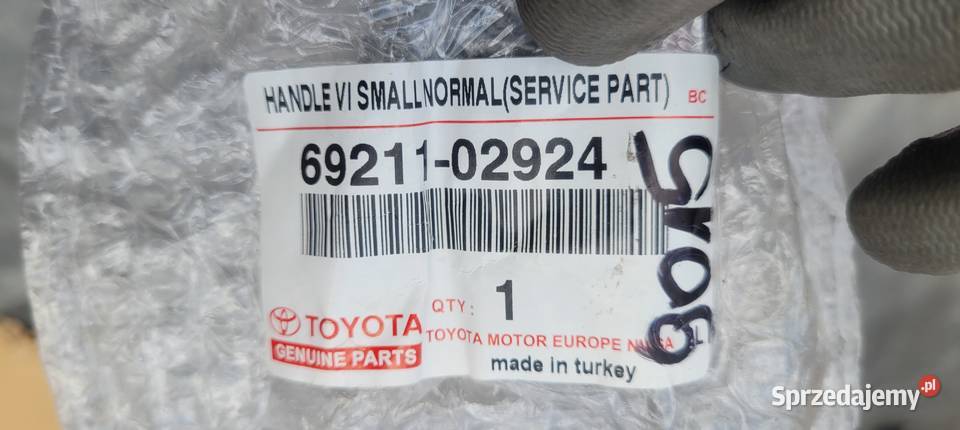 HANDLE VI SMALLNORMAL(SERVICE PART) BC
69211-02924
QTY: 1
TOYOTA
GENUINE PARTS
TOYOTA MOTOR EUROPE
made in turkey
Sprzedajemy.pl